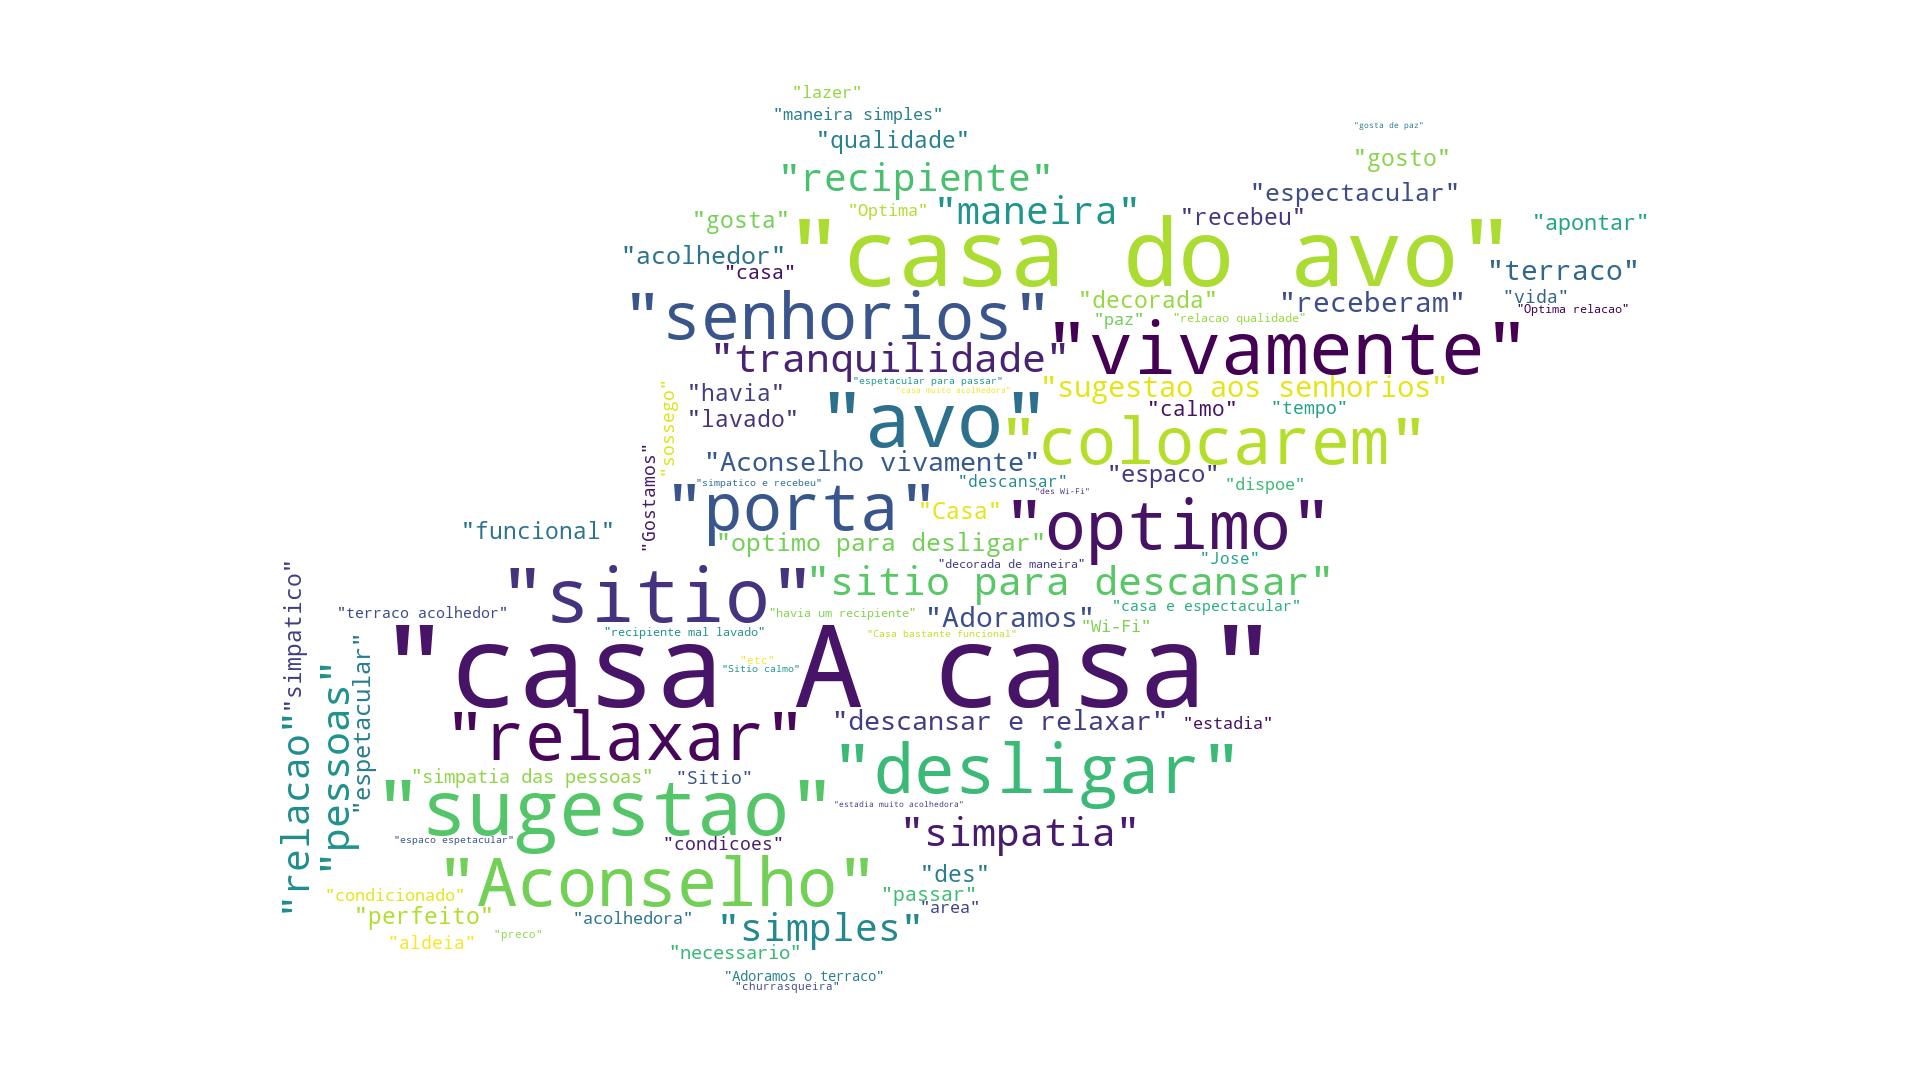 "lazer"
"maneira simples"
"gosta de paz"
"qualidade"
"gosto"
"recipiente"
"espectacular"
"Optima"
"maneira"
"recebeu"
"gosta"
"apontar"
"casa do avo"
"acolhedor"
"casa"
"terraco"
"decorada"
"receberam"
"vida"
"Optima relacao"
"senhorios"
"paz"
"relacao qualidade"
"vivamente"
"tranquilidade"
"espetacular para passar"
"casa muito acolhedora"
"sugestao aos senhorios"
"havia"
"lavado"
"sossego"
"avo"
"calmo"
"tempo"
"colocarem"
"Aconselho vivamente"
"espaco"
"simpatico e recebeu"
"descansar"
"des Wi-Fi"
"dispoe"
"Gostamos"
"porta"
"Casa"
"optimo"
"funcional"
"optimo para desligar"
"decorada de maneira"
"Jose"
"sitio"
"sitio para descansar"
"simpatico"
"terraco acolhedor"
"havia um recipiente"
"Adoramos"
"casa e espectacular"
"Wi-Fi"
"recipiente mal lavado"
"Casa bastante funcional"
"casa A casa"
"etc"
"Sitio calmo"
"relacao"
"pessoas"
"espetacular"
"relaxar"
"descansar e relaxar"
"estadia"
"simpatia das pessoas"
"Sitio"
"desligar"
"sugestao"
"estadia muito acolhedora"
"espaco espetacular"
"condicoes"
"simpatia"
"Aconselho"
"des"
"condicionado"
"passar"
"area"
"perfeito"
"acolhedora"
"simples"
"aldeia"
"preco"
"necessario"
"Adoramos o terraco"
"churrasqueira"